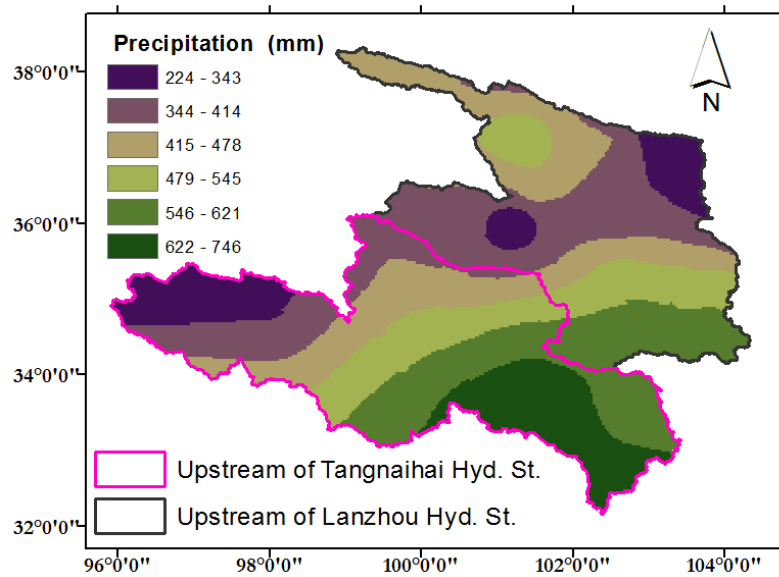 Precipitation (mm)
224 - 343
344 - 414
415 - 478
479 - 545
546 - 621
622 - 746
N
Upstream of Tangnaihai Hyd. St.
Upstream of Lanzhou Hyd. St.
38°0'0"
36°0'0"
34°0'0"
32°0'0"
96°0'0"
98°0'0"
100°0'0"
102°0'0"
104°0'0"